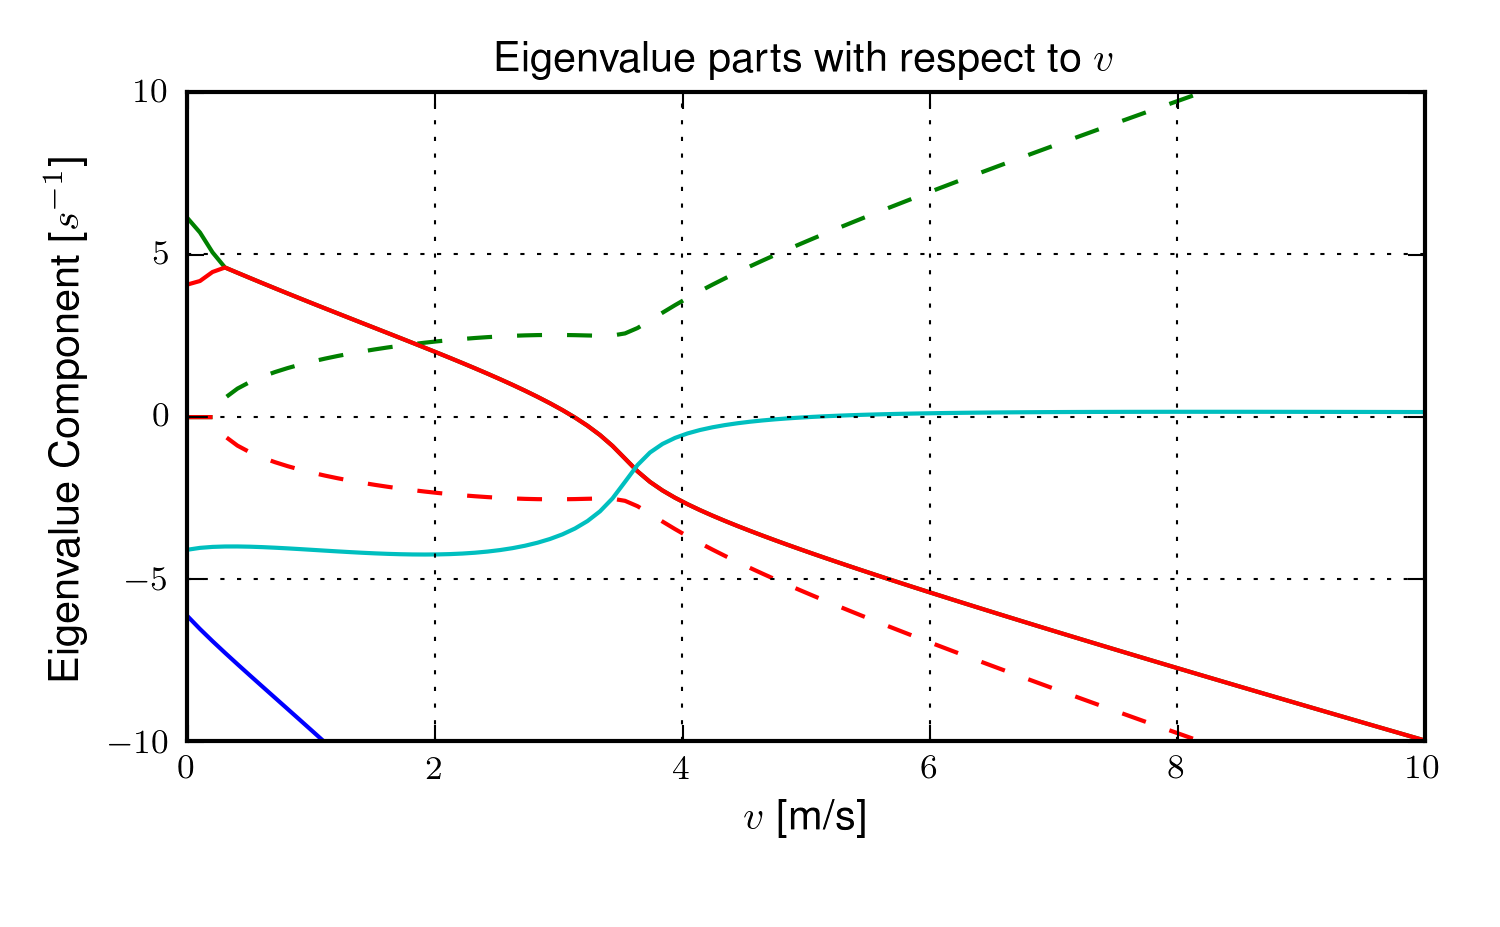 Eigenvalue parts with respect to v
Eigenvalue Component [s⁻¹]
10
5
0
−5
−10
0 2 4 6 8 10
v [m/s]